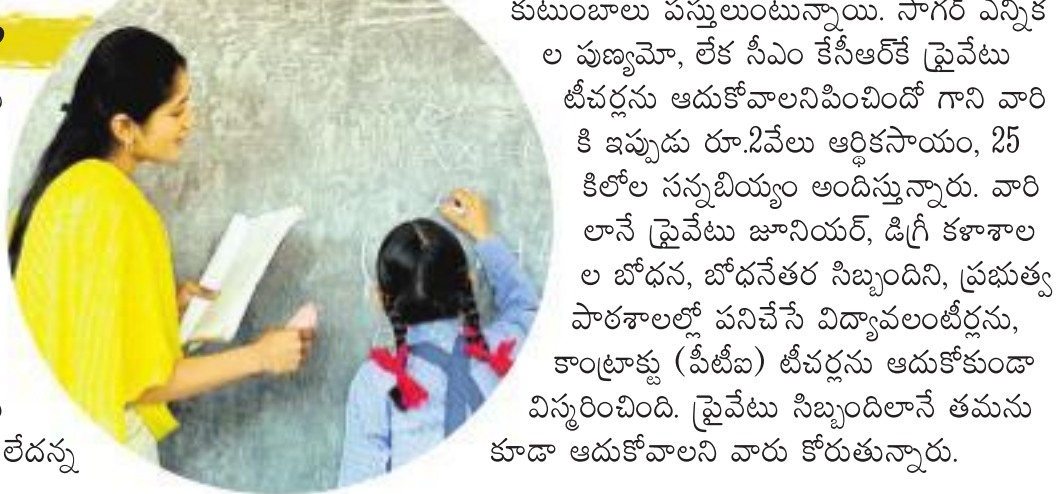 కుటుంబాలు పస్తులుంటున్నాయి. సాగర్ ఎన్నిక
ల పుణ్యమో, లేక సీఎం కేసీఆర్‌కే ప్రైవేటు
టీచర్లను ఆదుకోవాలనిపించిందో గాని వారి
కి ఇప్పుడు రూ.2వేలు ఆర్థికసాయం, 25
కిలోల సన్నబియ్యం అందిస్తున్నారు. వారి
లానే ప్రైవేటు జూనియర్, డిగ్రీ కళాశాల
ల బోధన, బోధనేతర సిబ్బందిని, ప్రభుత్వ
పాఠశాలల్లో పనిచేసే విద్యావలంటీర్లను,
కాంట్రాక్టు (పీటీఐ) టీచర్లను ఆదుకోకుండా
విస్మరించింది. ప్రైవేటు సిబ్బందిలానే తమను
లేదన్న
కూడా ఆదుకోవాలని వారు కోరుతున్నారు.